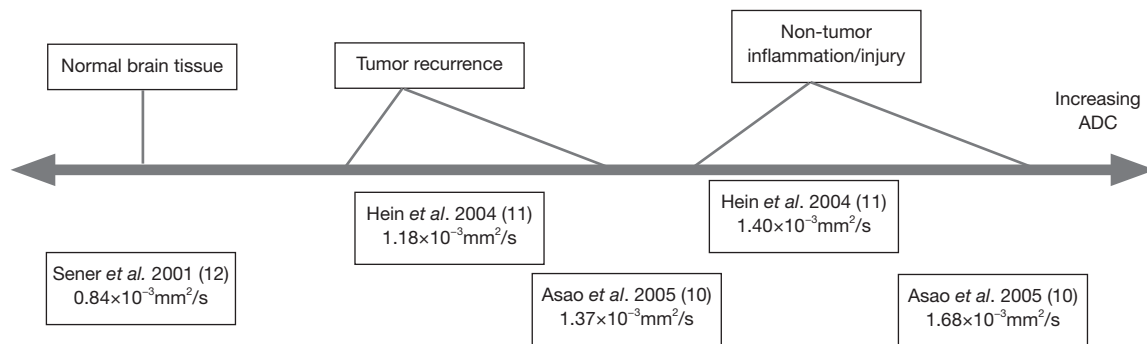 Normal brain tissue
Tumor recurrence
Non-tumor
inflammation/injury
Increasing
ADC
Hein et al. 2004 (11)
1.18×10⁻³mm²/s
Hein et al. 2004 (11)
1.40×10⁻³mm²/s
Sener et al. 2001 (12)
0.84×10⁻³mm²/s
Asao et al. 2005 (10)
1.37×10⁻³mm²/s
Asao et al. 2005 (10)
1.68×10⁻³mm²/s